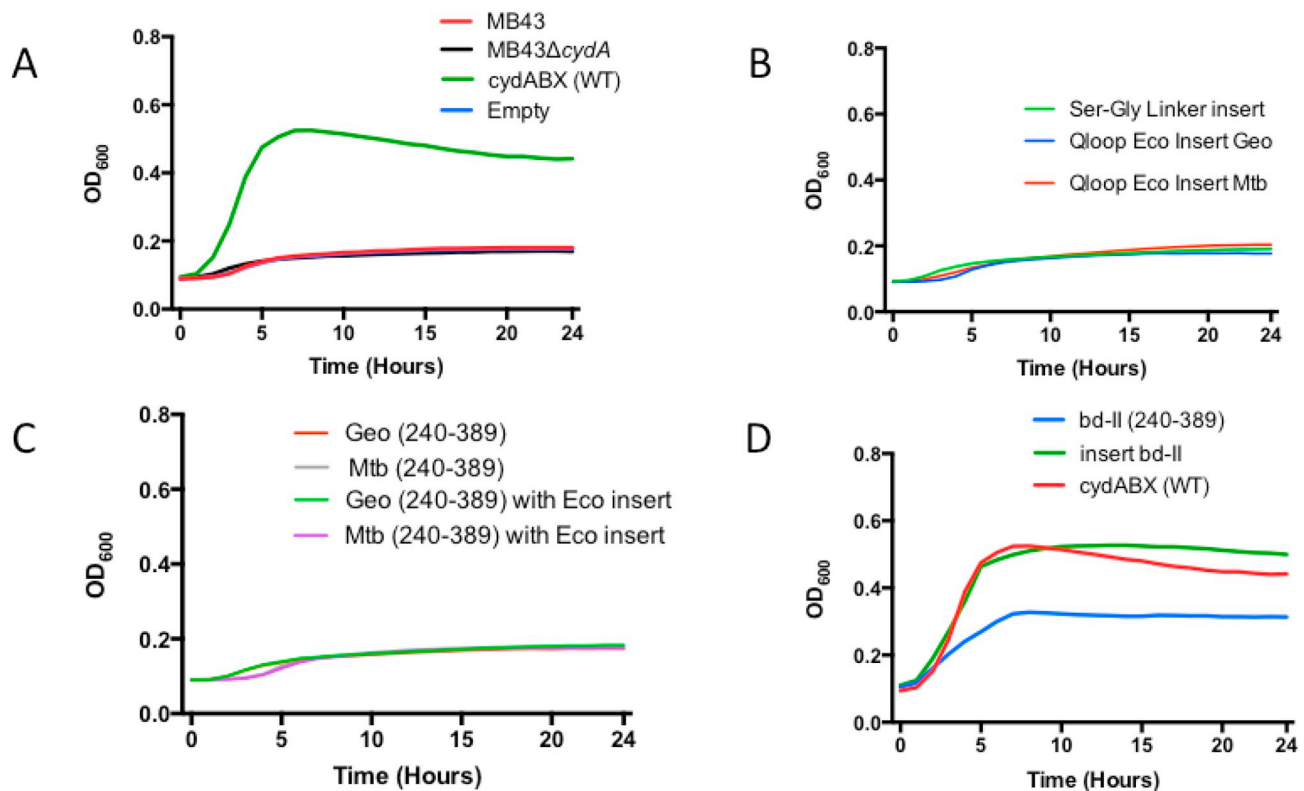 A
MB43
MB43ΔcydA
cydABX (WT)
Empty
0.8
0.6
0.4
0.2
0.0
OD600
0 5 10 15 20 24
Time (Hours)
B
Ser-Gly Linker insert
Qloop Eco Insert Geo
Qloop Eco Insert Mtb
0.8
0.6
0.4
0.2
0.0
OD600
0 5 10 15 20 24
Time (Hours)
C
Geo (240-389)
Mtb (240-389)
Geo (240-389) with Eco insert
Mtb (240-389) with Eco insert
0.8
0.6
0.4
0.2
0.0
OD600
0 5 10 15 20 24
Time (Hours)
D
bd-II (240-389)
insert bd-II
cydABX (WT)
0.8
0.6
0.4
0.2
0.0
OD600
0 5 10 15 20 24
Time (Hours)